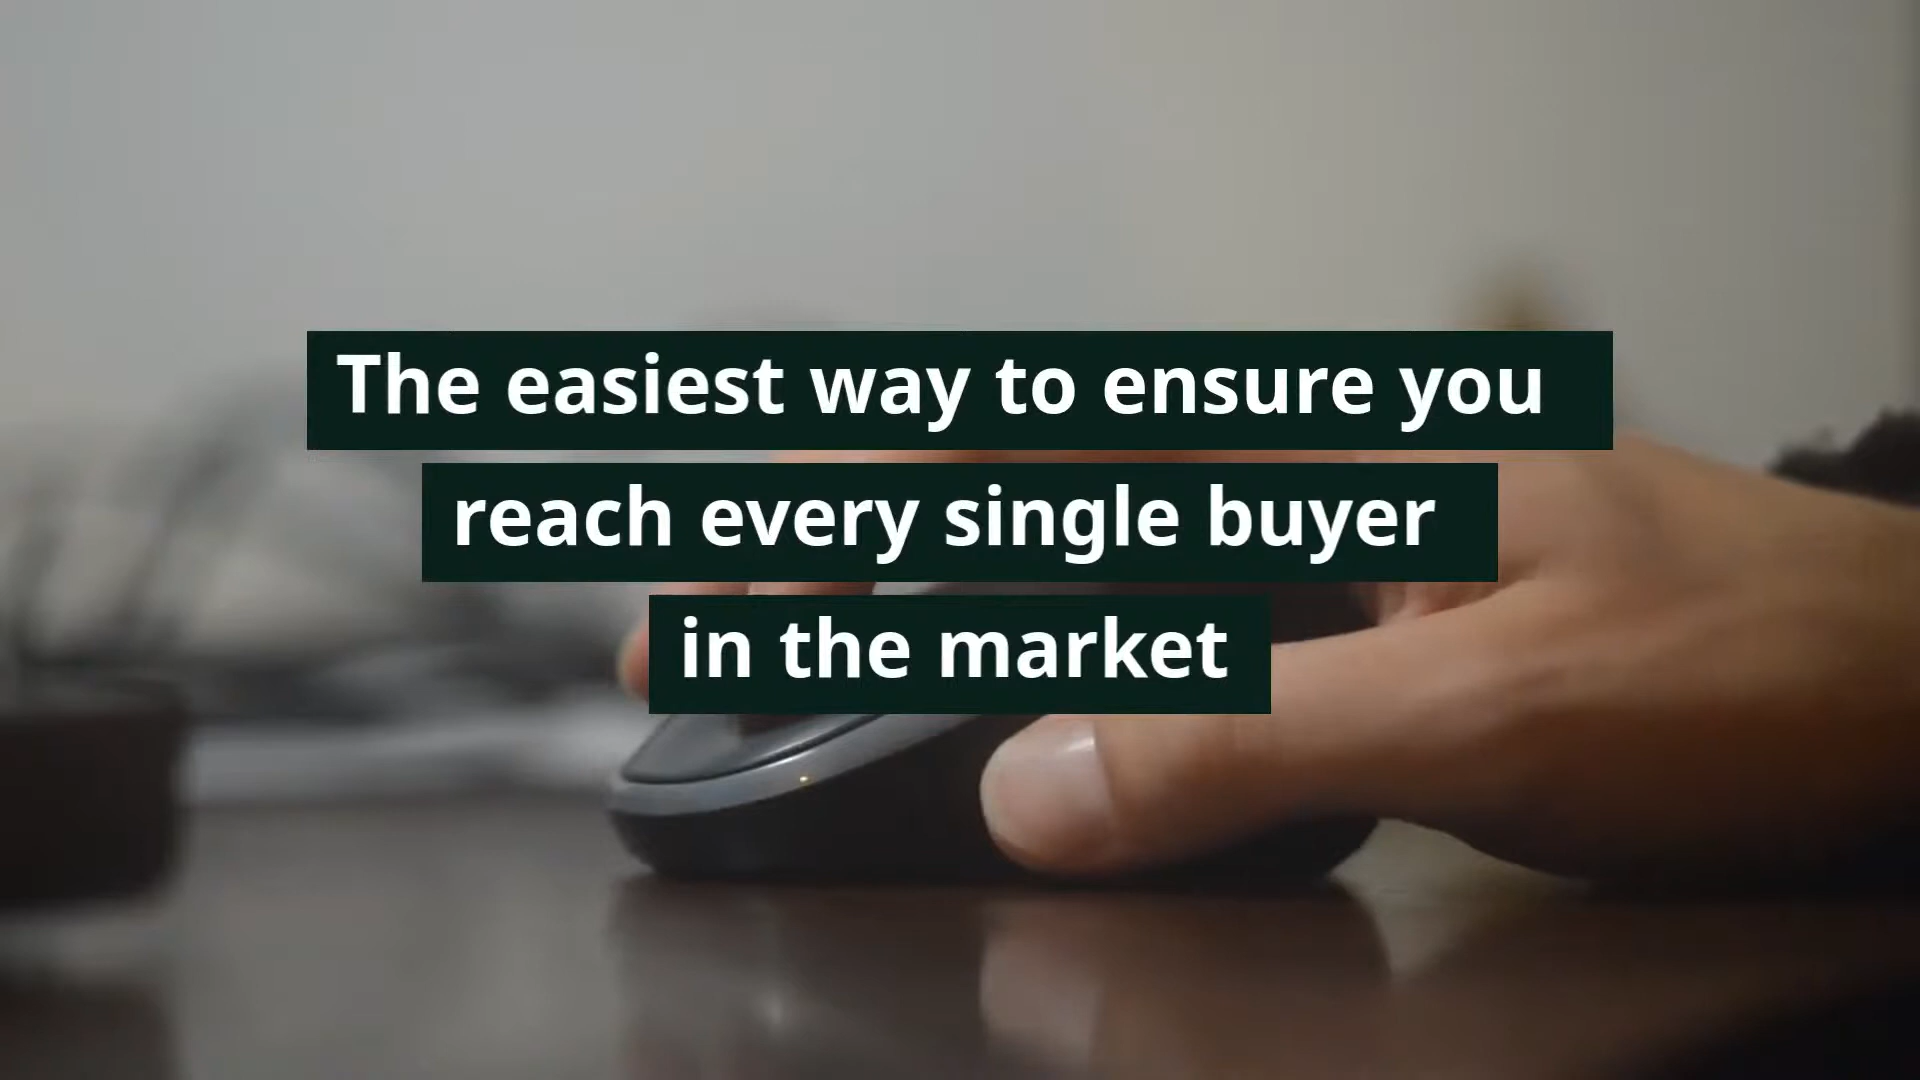 The easiest way to ensure you
reach every single buyer
in the market